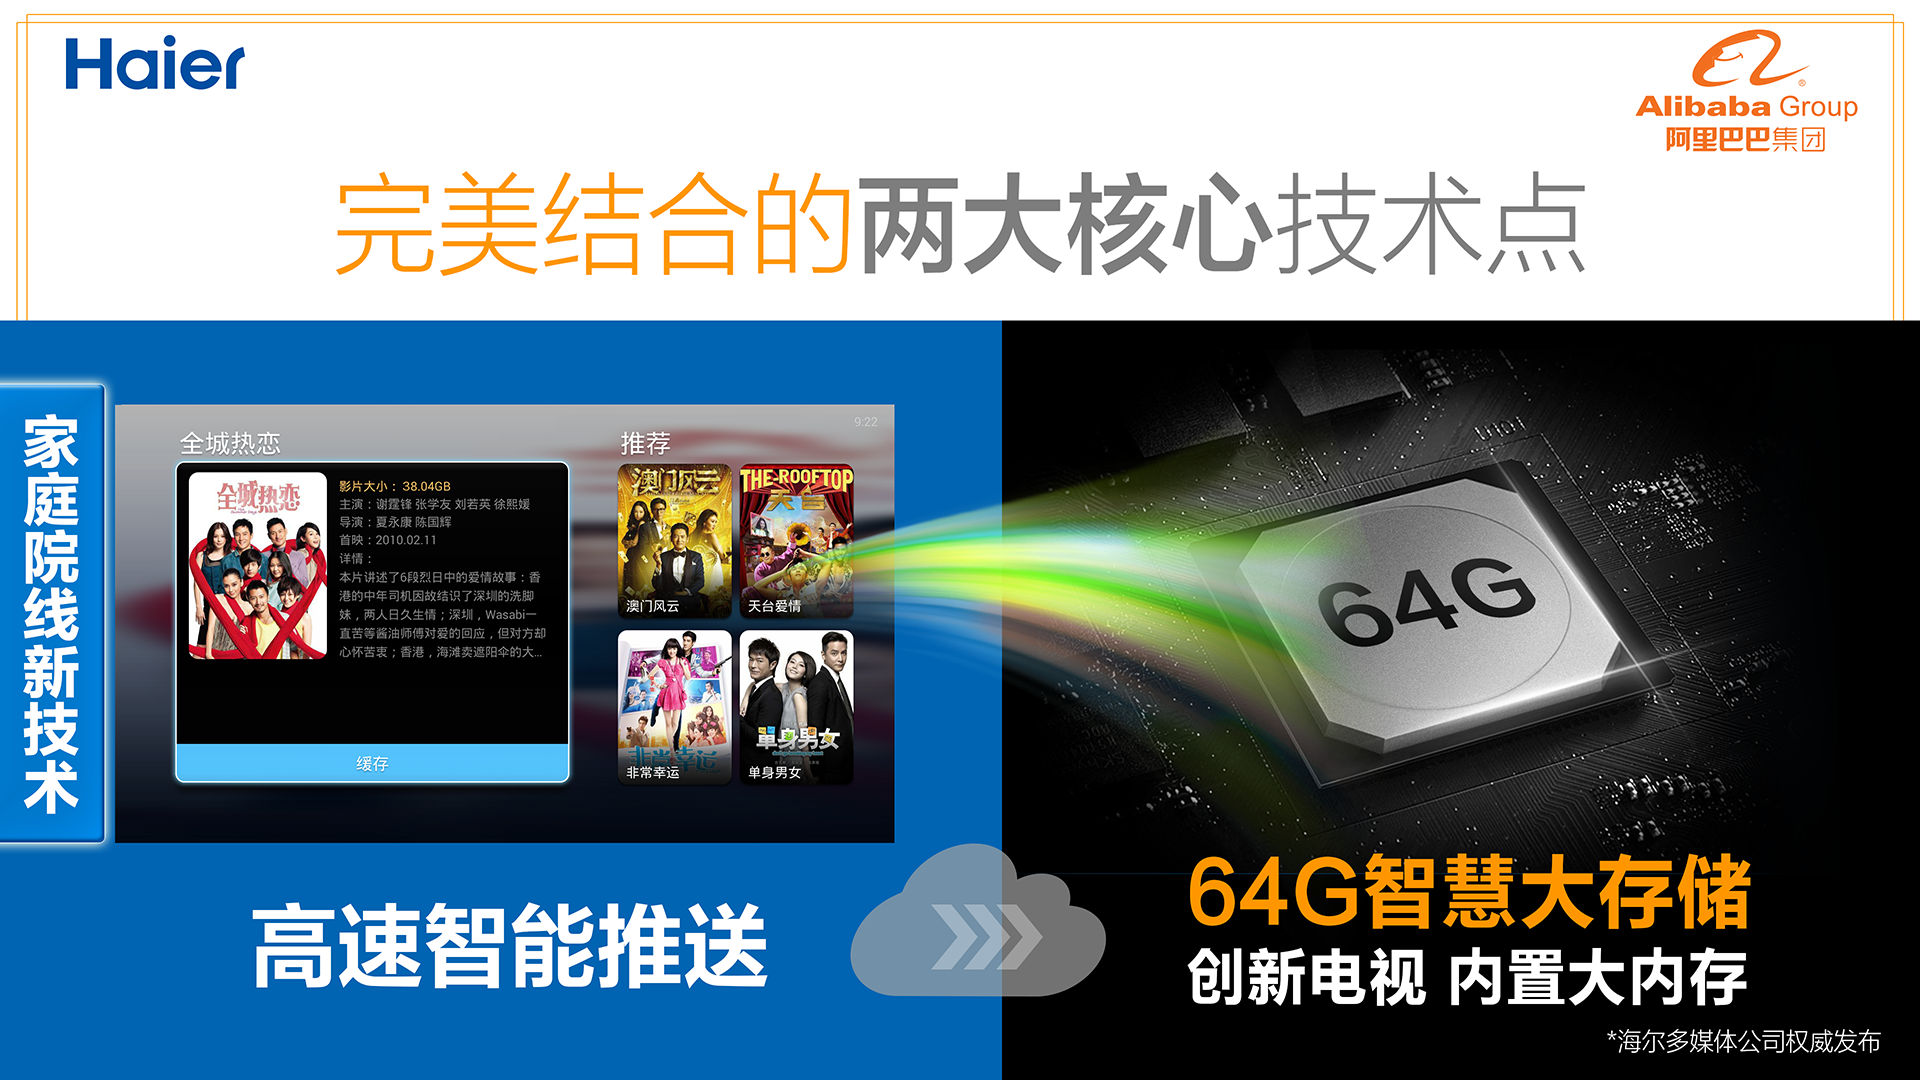 Haier
Alibaba Group
阿里巴巴集团
完美结合的两大核心技术点
家庭院线新技术
9:22
全城热恋
推荐
全城热恋
影片大小：38.04GB
主演：谢霆锋 张学友 刘若英 徐熙媛
导演：夏永康 陈国辉
首映：2010.02.11
详情：
本片讲述了6段烈日中的爱情故事：香
港的中年司机因故结识了深圳的洗脚
妹，两人日久生情；深圳，Wasabi一
直苦等酱油师傅对爱的回应，但对方却
心怀苦衷；香港，海滩卖遮阳伞的大...
缓存
澳门风云
澳门风云
THE-ROOFTOP
天台
天台爱情
非常幸运
非常幸运
单身男女
单身男女
64G
高速智能推送
64G智慧大存储
创新电视 内置大内存
*海尔多媒体公司权威发布